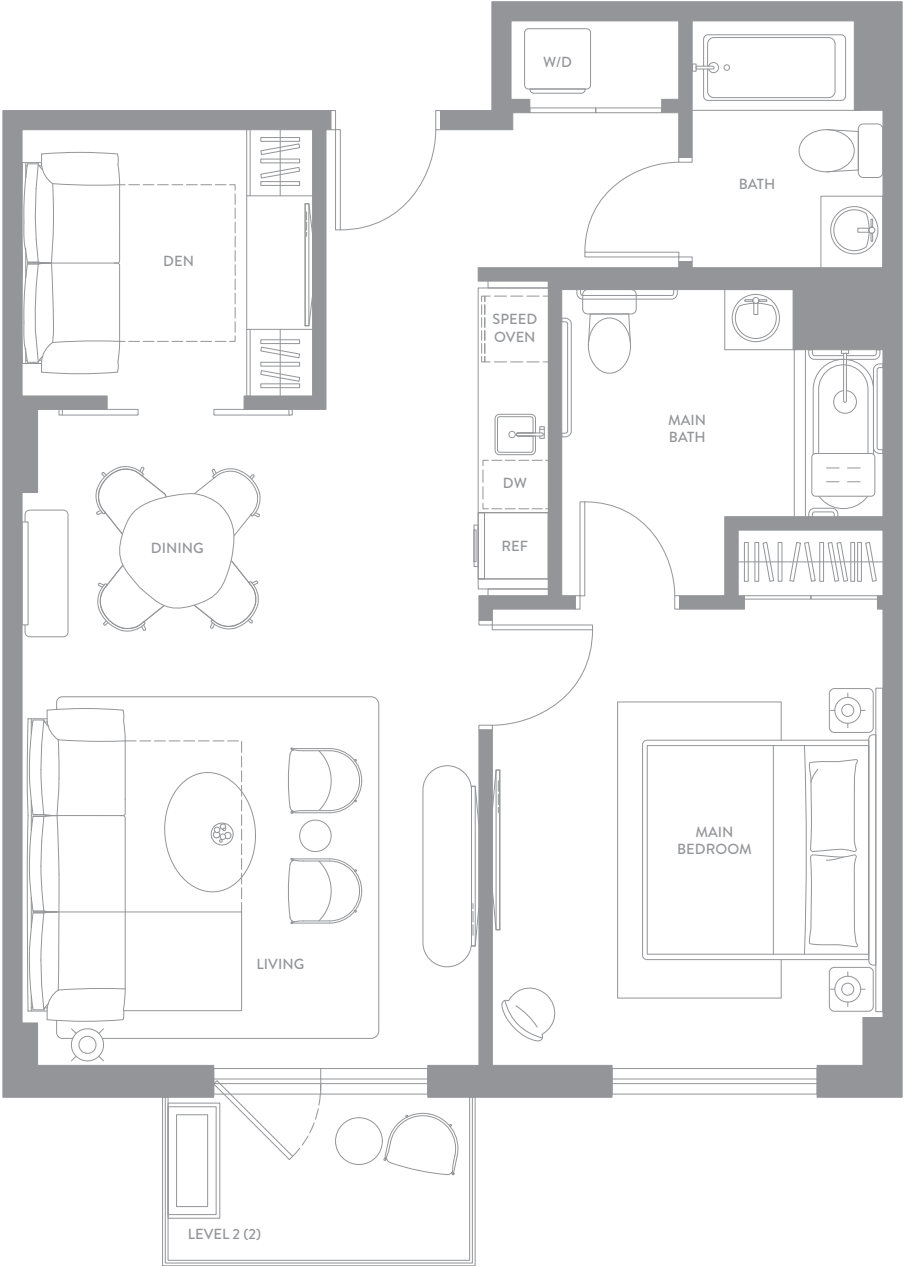 W/D
BATH
DEN
SPEED
OVEN
MAIN
BATH
DW
DINING
REF
MAIN
BEDROOM
LIVING
LEVEL 2 (2)